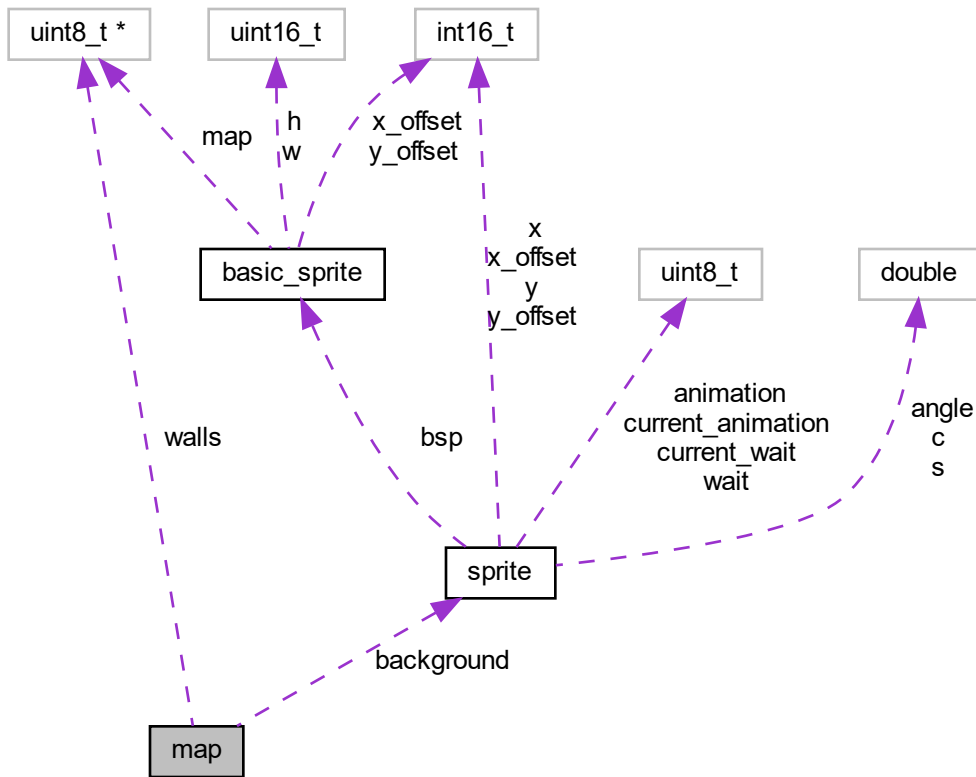 uint8_t *
uint16_t
int16_t
map
h
w
x_offset
y_offset
basic_sprite
x
x_offset
y
y_offset
uint8_t
double
walls
bsp
animation
current_animation
current_wait
wait
angle
c
s
sprite
background
map